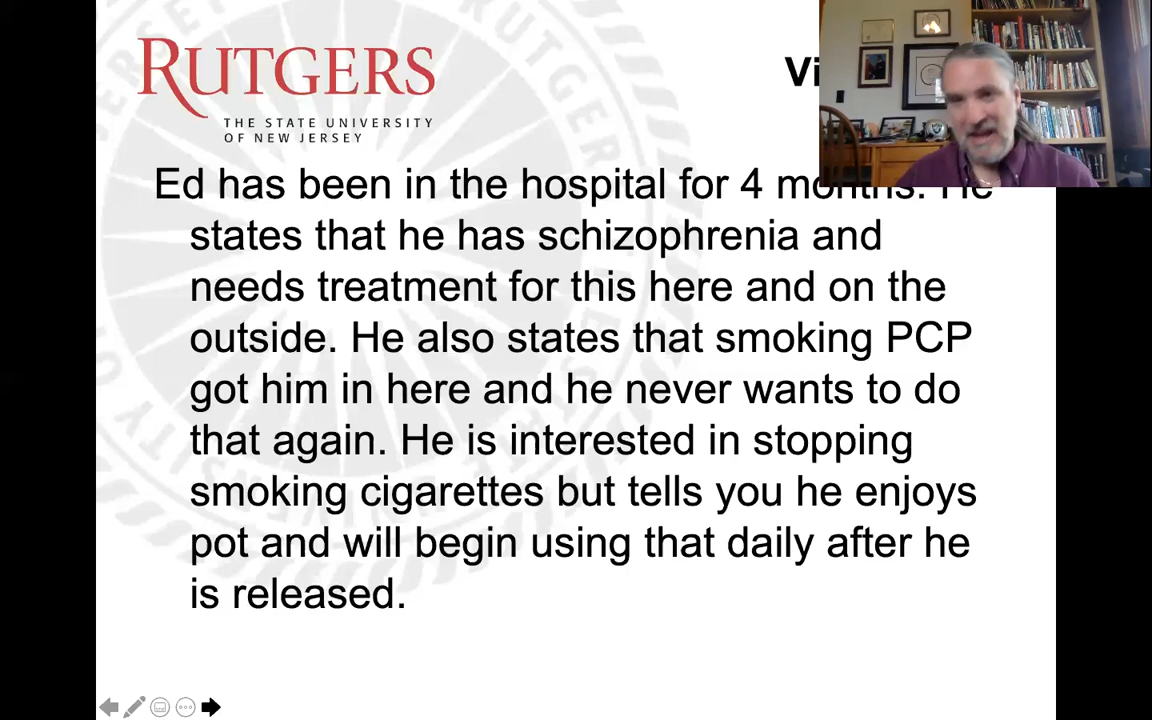 RUTGERS
THE STATE UNIVERSITY
OF NEW JERSEY
Ed has been in the hospital for 4 months. He
states that he has schizophrenia and
needs treatment for this here and on the
outside. He also states that smoking PCP
got him in here and he never wants to do
that again. He is interested in stopping
smoking cigarettes but tells you he enjoys
pot and will begin using that daily after he
is released.